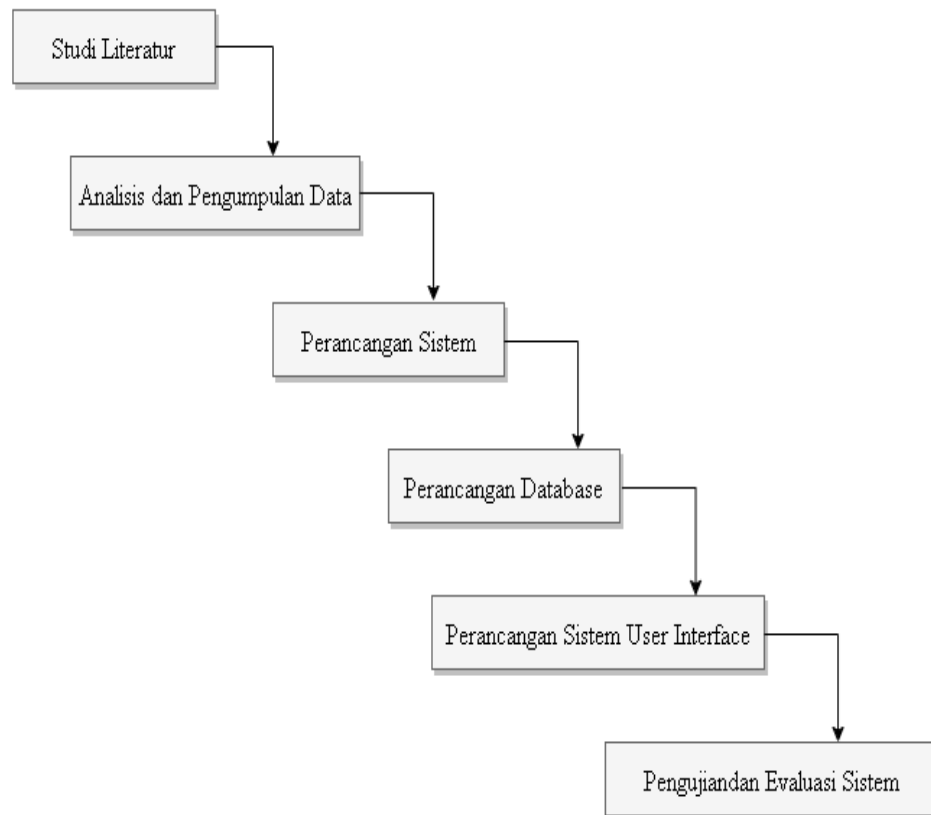 Studi Literatur
Analisis dan Pengumpulan Data
Perancangan Sistem
Perancangan Database
Perancangan Sistem User Interface
Pengujiandan Evaluasi Sistem